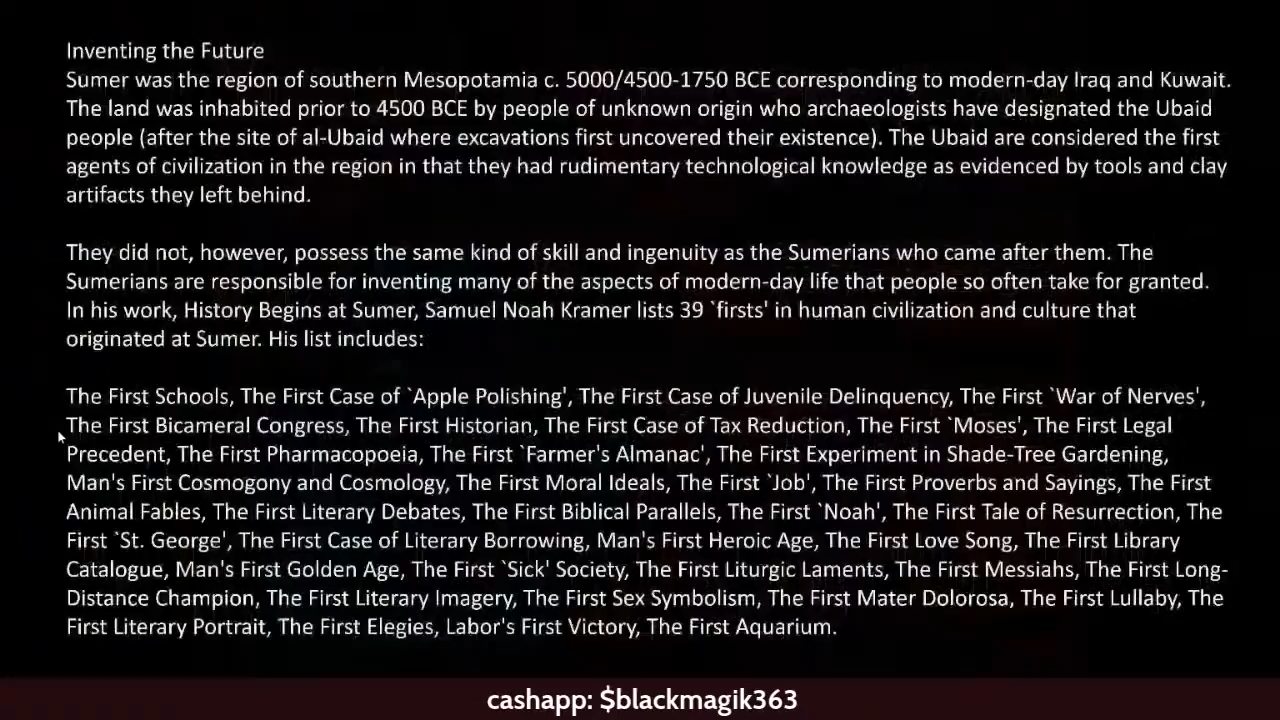 Inventing the Future
Sumer was the region of southern Mesopotamia c. 5000/4500-1750 BCE corresponding to modern-day Iraq and Kuwait.
The land was inhabited prior to 4500 BCE by people of unknown origin who archaeologists have designated the Ubaid
people (after the site of al-Ubaid where excavations first uncovered their existence). The Ubaid are considered the first
agents of civilization in the region in that they had rudimentary technological knowledge as evidenced by tools and clay
artifacts they left behind.
They did not, however, possess the same kind of skill and ingenuity as the Sumerians who came after them. The
Sumerians are responsible for inventing many of the aspects of modern-day life that people so often take for granted.
In his work, History Begins at Sumer, Samuel Noah Kramer lists 39 `firsts' in human civilization and culture that
originated at Sumer. His list includes:
The First Schools, The First Case of `Apple Polishing', The First Case of Juvenile Delinquency, The First `War of Nerves',
The First Bicameral Congress, The First Historian, The First Case of Tax Reduction, The First `Moses', The First Legal
Precedent, The First Pharmacopoeia, The First `Farmer's Almanac', The First Experiment in Shade-Tree Gardening,
Man's First Cosmogony and Cosmology, The First Moral Ideals, The First `Job', The First Proverbs and Sayings, The First
Animal Fables, The First Literary Debates, The First Biblical Parallels, The First `Noah', The First Tale of Resurrection, The
First `St. George', The First Case of Literary Borrowing, Man's First Heroic Age, The First Love Song, The First Library
Catalogue, Man's First Golden Age, The First `Sick' Society, The First Liturgic Laments, The First Messiahs, The First Long-
Distance Champion, The First Literary Imagery, The First Sex Symbolism, The First Mater Dolorosa, The First Lullaby, The
First Literary Portrait, The First Elegies, Labor's First Victory, The First Aquarium.
cashapp: $blackmagik363